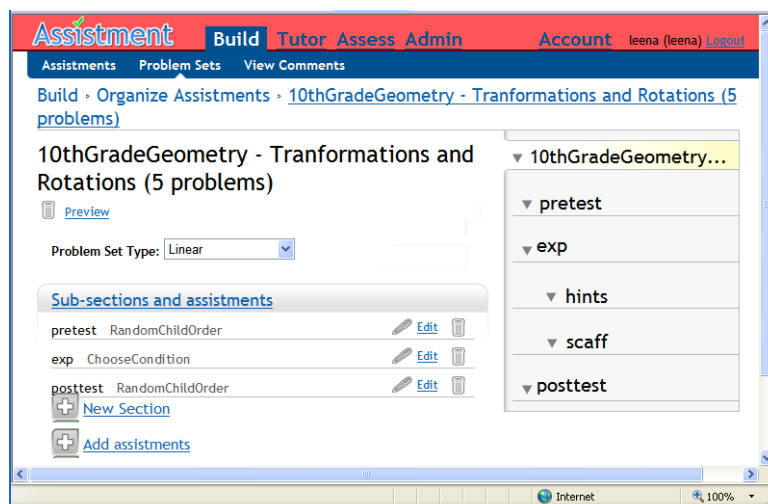 Assistment Build Tutor Assess Admin Account leena (leena) Logout
Assistments Problem Sets View Comments
Build › Organize Assistments › 10thGradeGeometry - Tranformations and Rotations (5
problems)
10thGradeGeometry - Tranformations and
Rotations (5 problems)
Preview
Problem Set Type: Linear
Sub-sections and assistments
pretest RandomChildOrder Edit
exp ChooseCondition Edit
posttest RandomChildOrder Edit
New Section
Add assistments
10thGradeGeometry...
pretest
exp
hints
scaff
posttest
Internet 100%